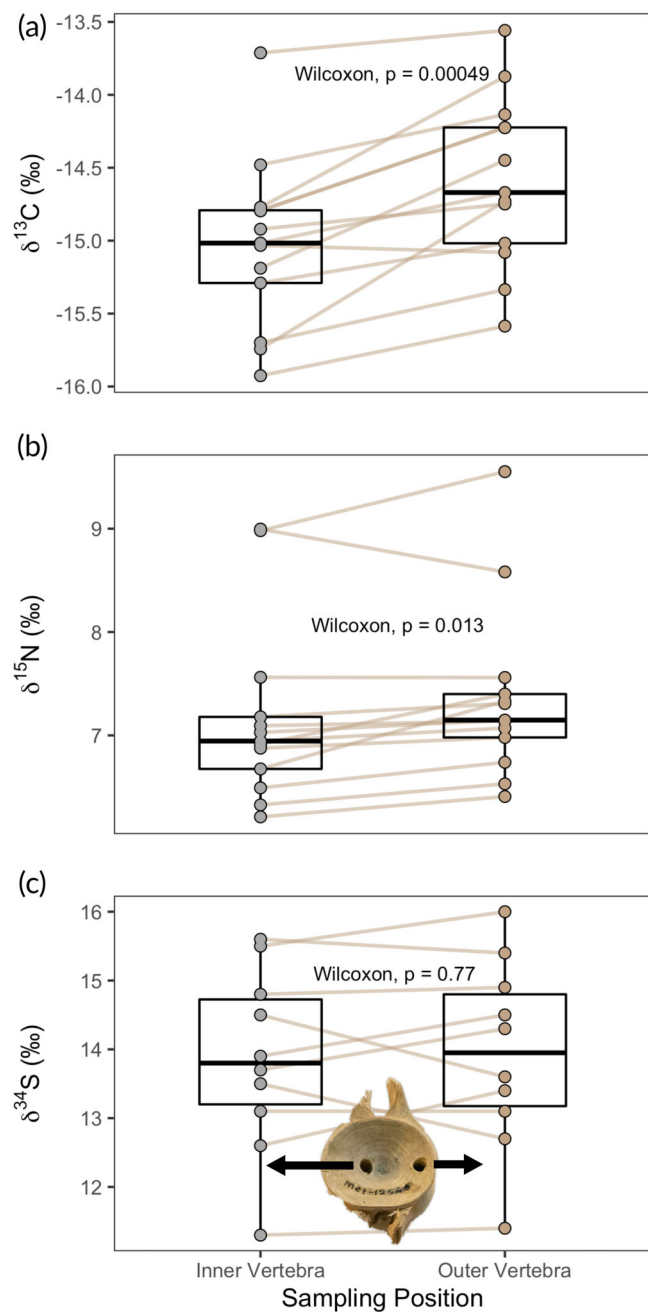 (a)
-13.5
Wilcoxon, p = 0.00049
-14.0
-14.5
-15.0
-15.5
-16.0
δ¹³C (‰)
(b)
9
8
Wilcoxon, p = 0.013
7
δ¹⁵N (‰)
(c)
16
15
Wilcoxon, p = 0.77
14
13
12
δ³⁴S (‰)
Inner Vertebra
Outer Vertebra
Sampling Position